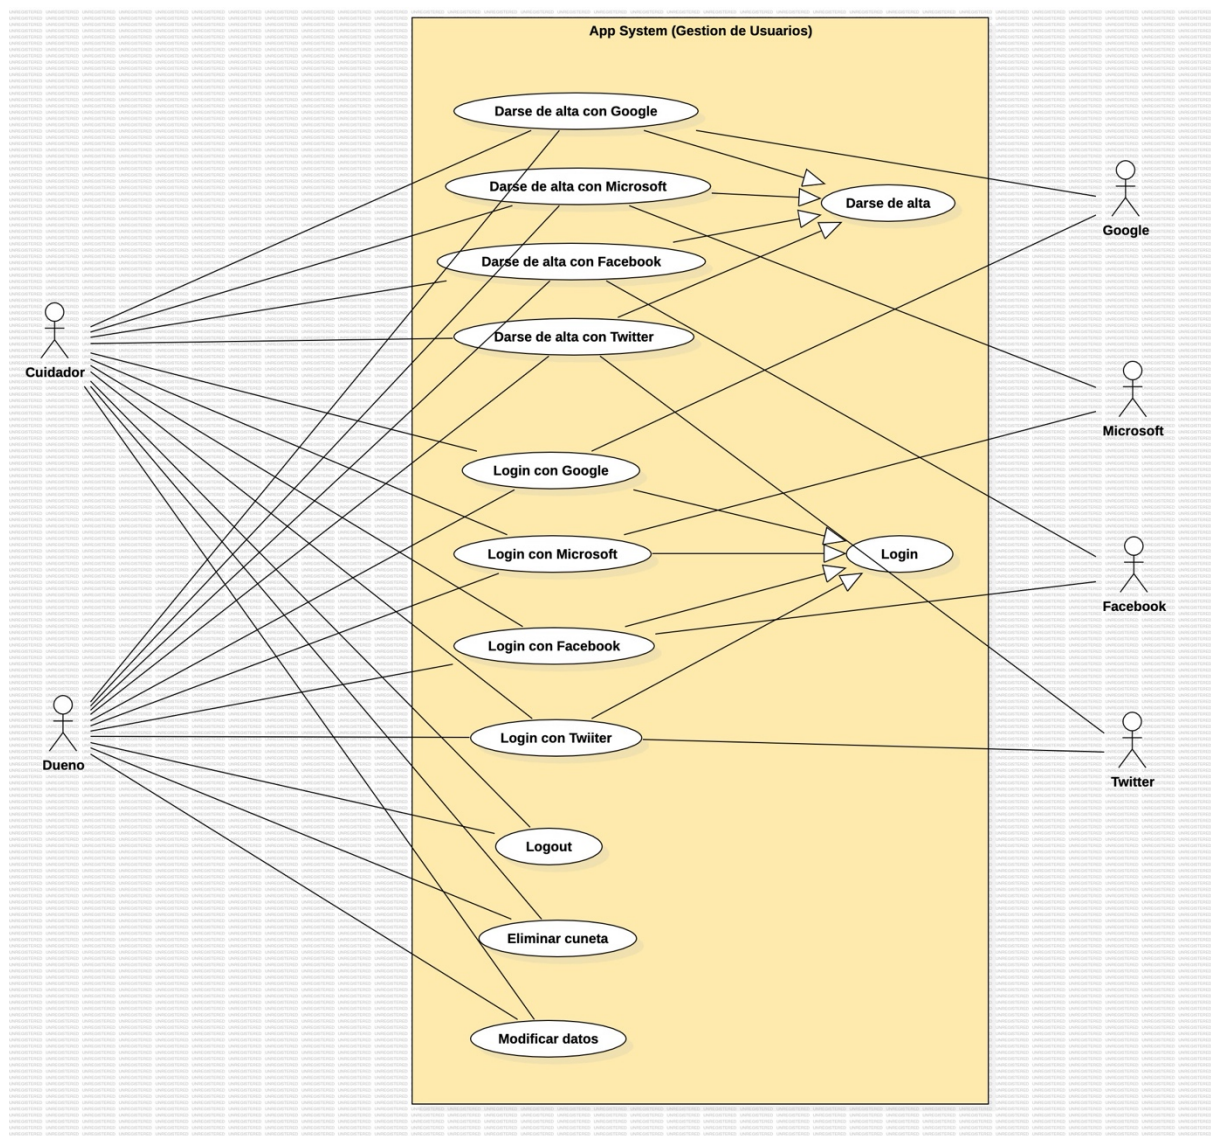 App System (Gestion de Usuarios)
Darse de alta con Google
Darse de alta con Microsoft
Darse de alta
Google
Darse de alta con Facebook
Darse de alta con Twitter
Cuidador
Microsoft
Login con Google
Login con Microsoft
Login
Facebook
Login con Facebook
Login con Twiiter
Dueno
Twitter
Logout
Eliminar cuneta
Modificar datos
UNREGISTERED